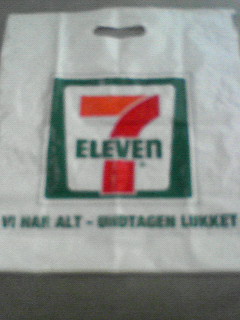 7
ELEVEn
VI HAR ALT - UNDTAGEN LUKKET